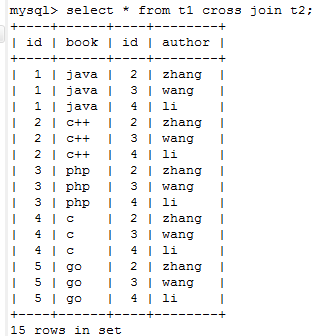 mysql> select * from t1 cross join t2;
+----+------+----+--------+
| id | book | id | author |
+----+------+----+--------+
| 1 | java | 2 | zhang |
| 1 | java | 3 | wang |
| 1 | java | 4 | li |
| 2 | c++ | 2 | zhang |
| 2 | c++ | 3 | wang |
| 2 | c++ | 4 | li |
| 3 | php | 2 | zhang |
| 3 | php | 3 | wang |
| 3 | php | 4 | li |
| 4 | c | 2 | zhang |
| 4 | c | 3 | wang |
| 4 | c | 4 | li |
| 5 | go | 2 | zhang |
| 5 | go | 3 | wang |
| 5 | go | 4 | li |
+----+------+----+--------+
15 rows in set